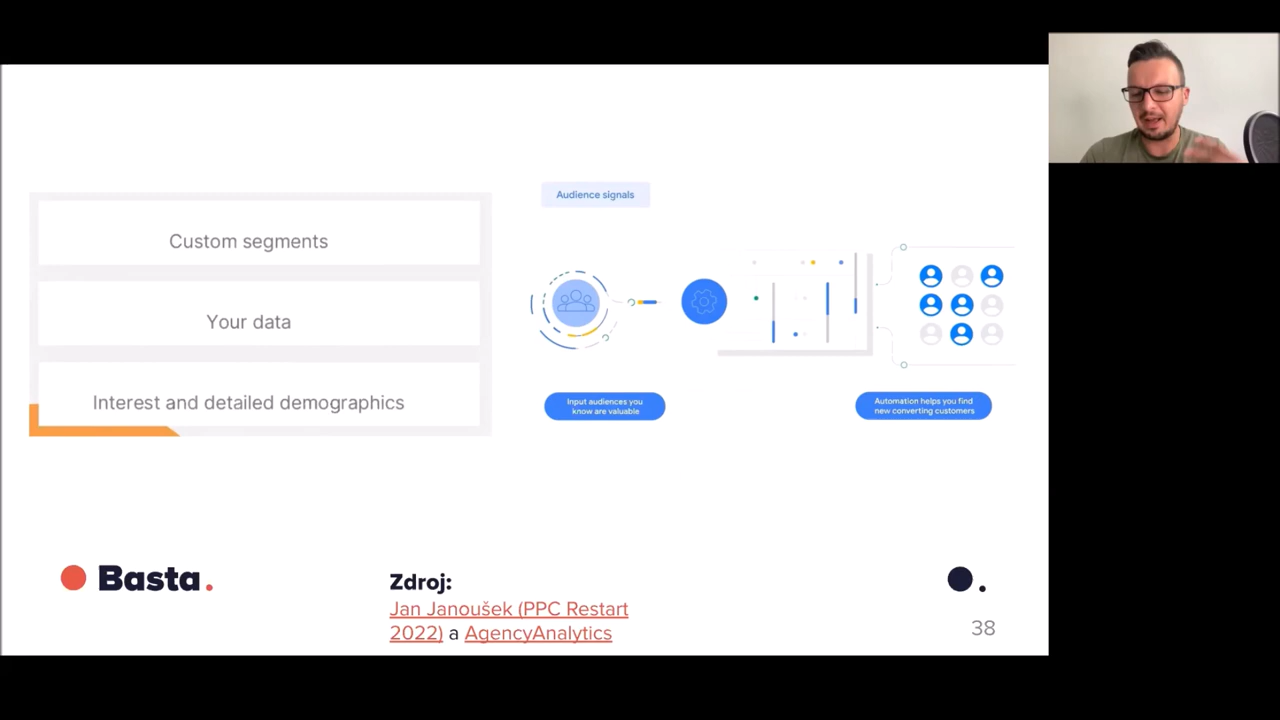 Custom segments
Your data
Interest and detailed demographics
Audience signals
Input audiences you
know are valuable
Automation helps you find
new converting customers
Basta.
Zdroj:
Jan Janoušek (PPC Restart
2022) a AgencyAnalytics
38